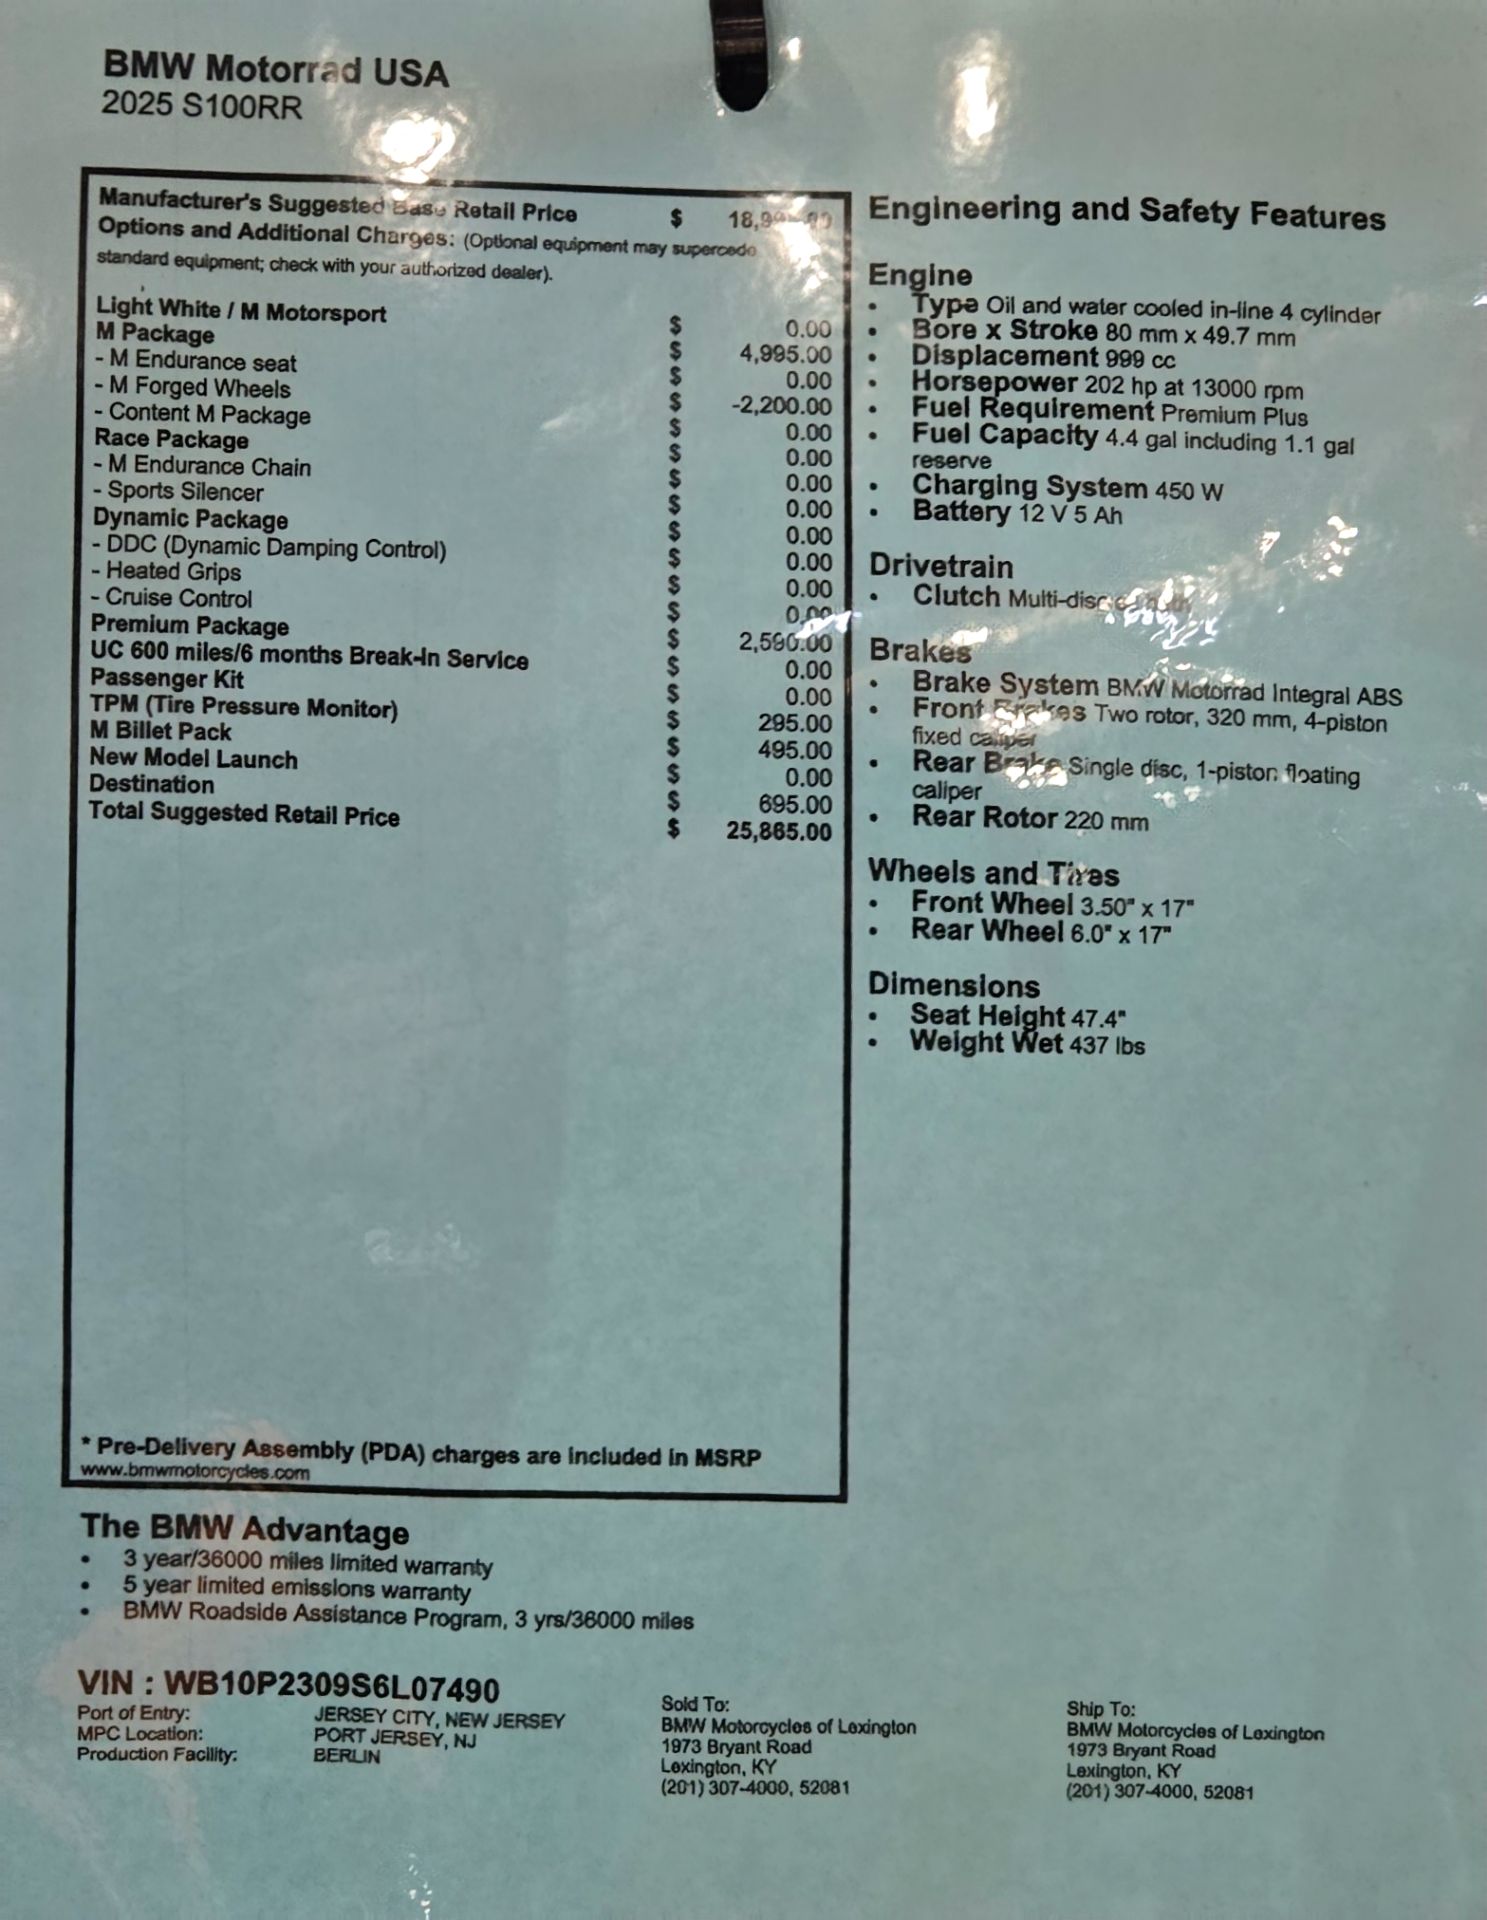 BMW Motorrad USA
2025 S100RR
Manufacturer's Suggested Base Retail Price $
Options and Additional Charges: (Optional equipment may supercede
standard equipment; check with your authorized dealer).
Light White / M Motorsport $ 0.00
M Package $ 4,995.00
- M Endurance seat $ 0.00
- M Forged Wheels $ -2,200.00
- Content M Package $ 0.00
Race Package $ 0.00
- M Endurance Chain $ 0.00
- Sports Silencer $ 0.00
Dynamic Package $ 0.00
- DDC (Dynamic Damping Control) $ 0.00
- Heated Grips $ 0.00
- Cruise Control $ 0.00
Premium Package $ 2,590.00
UC 600 miles/6 months Break-In Service $ 0.00
Passenger Kit $ 0.00
TPM (Tire Pressure Monitor) $ 295.00
M Billet Pack $ 495.00
New Model Launch $ 0.00
Destination $ 695.00
Total Suggested Retail Price $ 25,865.00
* Pre-Delivery Assembly (PDA) charges are included in MSRP
www.bmwmotorcycles.com
Engineering and Safety Features
Engine
• Type Oil and water cooled in-line 4 cylinder
• Bore x Stroke 80 mm x 49.7 mm
• Displacement 999 cc
• Horsepower 202 hp at 13000 rpm
• Fuel Requirement Premium Plus
• Fuel Capacity 4.4 gal including 1.1 gal
reserve
• Charging System 450 W
• Battery 12 V 5 Ah
Drivetrain
• Clutch
Brakes
• Brake System BMW Motorrad Integral ABS
• Front Brakes Two rotor, 320 mm, 4-piston
fixed caliper
• Rear Brake Single disc, 1-piston floating
caliper
• Rear Rotor 220 mm
Wheels and Tires
• Front Wheel 3.50" x 17"
• Rear Wheel 6.0" x 17"
Dimensions
• Seat Height 47.4"
• Weight Wet 437 lbs
The BMW Advantage
• 3 year/36000 miles limited warranty
• 5 year limited emissions warranty
• BMW Roadside Assistance Program, 3 yrs/36000 miles
VIN : WB10P2309S6L07490
Port of Entry: JERSEY CITY, NEW JERSEY
MPC Location: PORT JERSEY, NJ
Production Facility: BERLIN
Sold To:
BMW Motorcycles of Lexington
1973 Bryant Road
Lexington, KY
(201) 307-4000, 52081
Ship To:
BMW Motorcycles of Lexington
1973 Bryant Road
Lexington, KY
(201) 307-4000, 52081